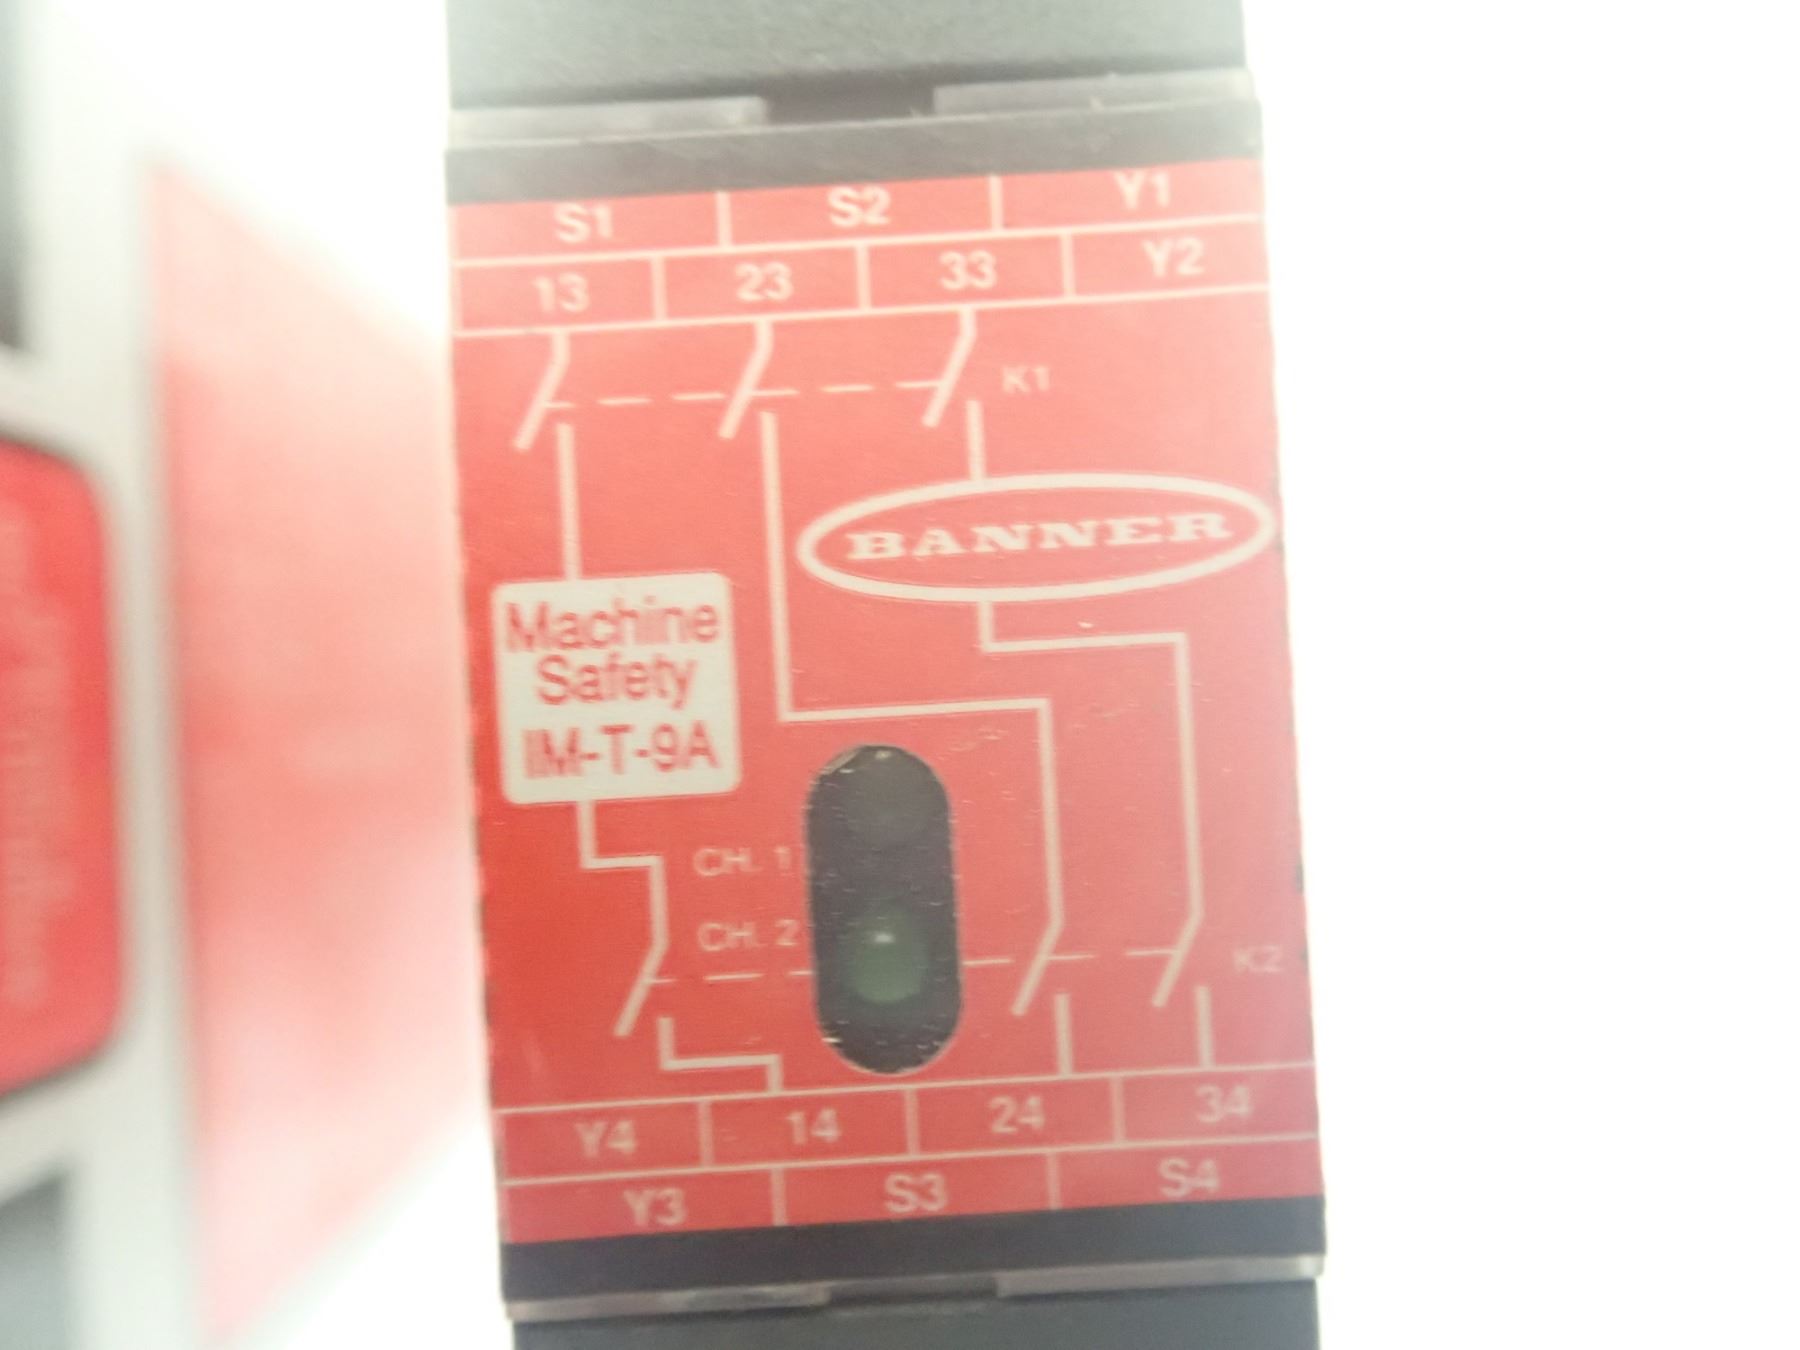 S1 S2 Y1
13 23 33 Y2
K1
BANNER
Machine
Safety
IM-T-9A
CH. 1
CH. 2
K2
Y4 14 24 34
Y3 S3 S4